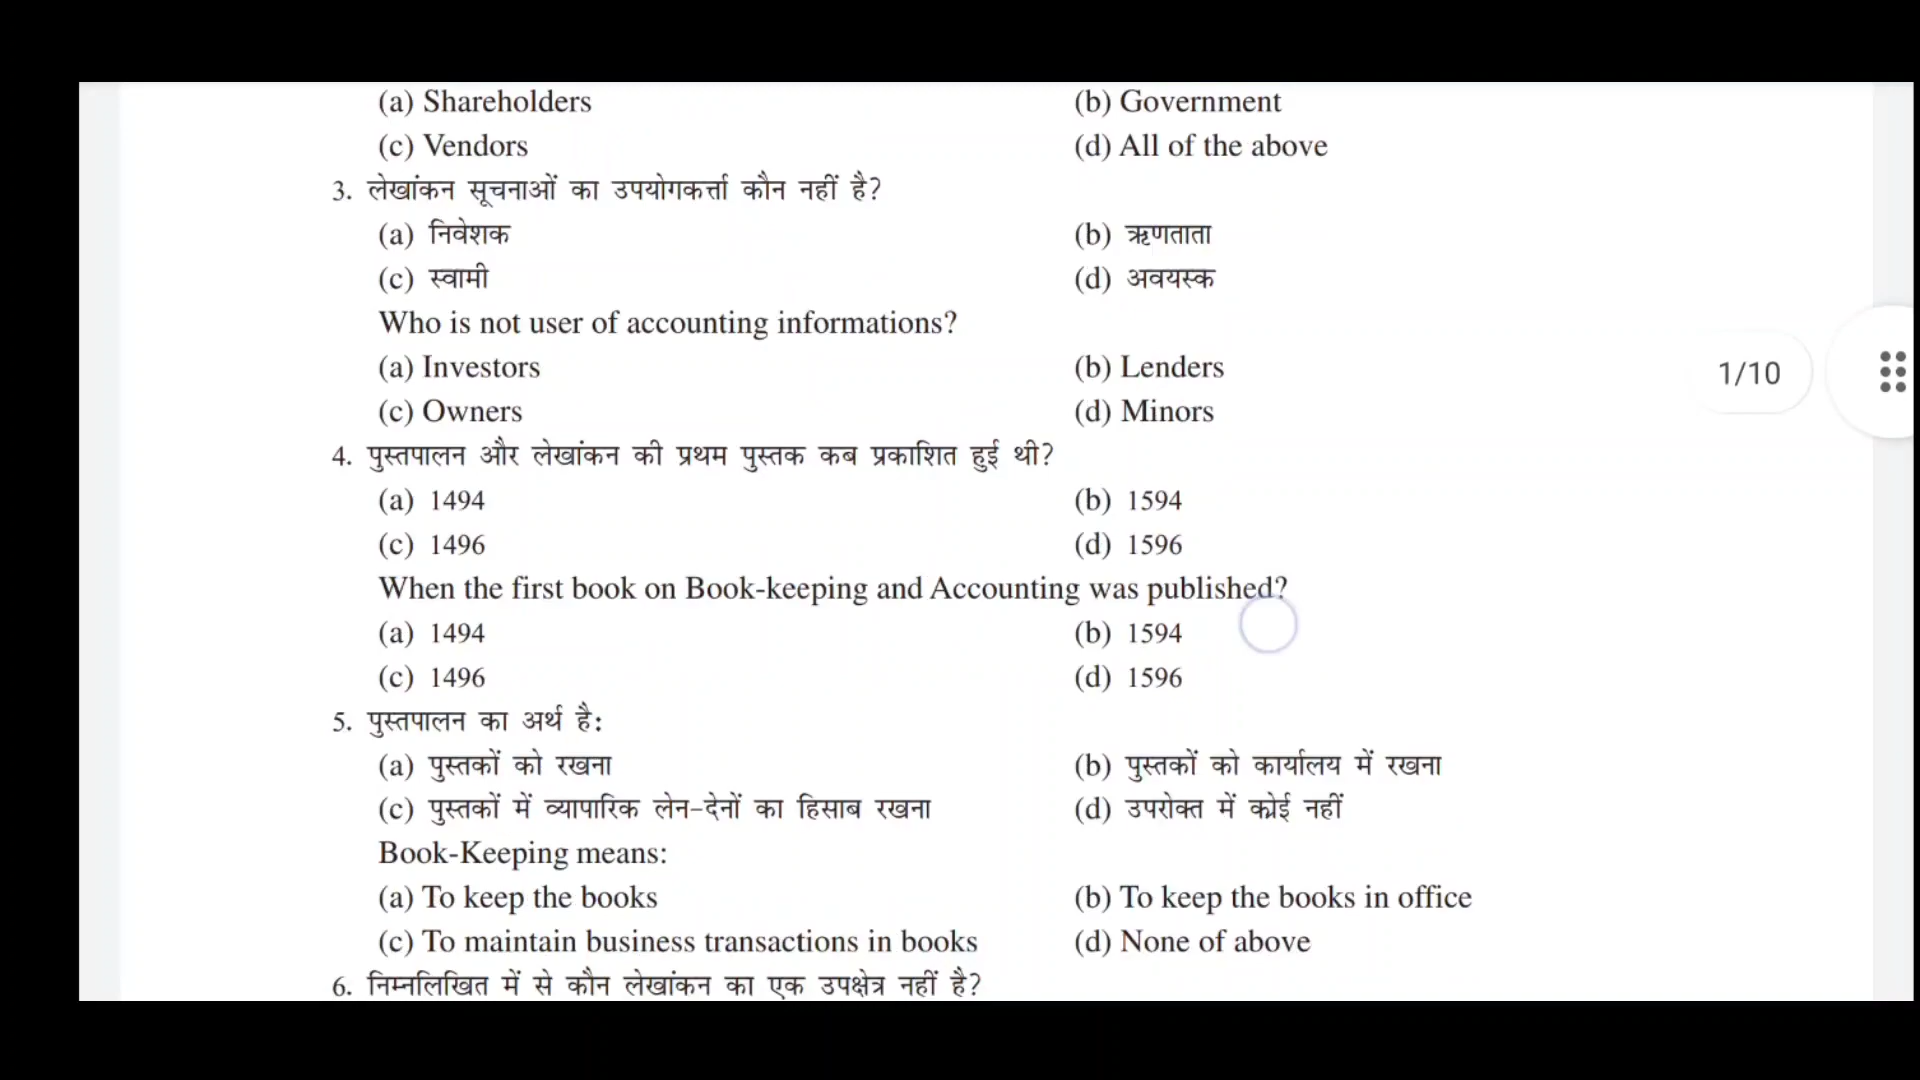 (a) Shareholders (b) Government
(c) Vendors (d) All of the above
3. लेखांकन सूचनाओं का उपयोगकर्त्ता कौन नहीं है?
(a) निवेशक (b) ऋणताता
(c) स्वामी (d) अवयस्क
Who is not user of accounting informations?
(a) Investors (b) Lenders
(c) Owners (d) Minors
4. पुस्तपालन और लेखांकन की प्रथम पुस्तक कब प्रकाशित हुई थी?
(a) 1494 (b) 1594
(c) 1496 (d) 1596
When the first book on Book-keeping and Accounting was published?
(a) 1494 (b) 1594
(c) 1496 (d) 1596
5. पुस्तपालन का अर्थ है:
(a) पुस्तकों को रखना (b) पुस्तकों को कार्यालय में रखना
(c) पुस्तकों में व्यापारिक लेन-देनों का हिसाब रखना (d) उपरोक्त में कोई नहीं
Book-Keeping means:
(a) To keep the books (b) To keep the books in office
(c) To maintain business transactions in books (d) None of above
6. निम्नलिखित में से कौन लेखांकन का एक उपक्षेत्र नहीं है?
1/10